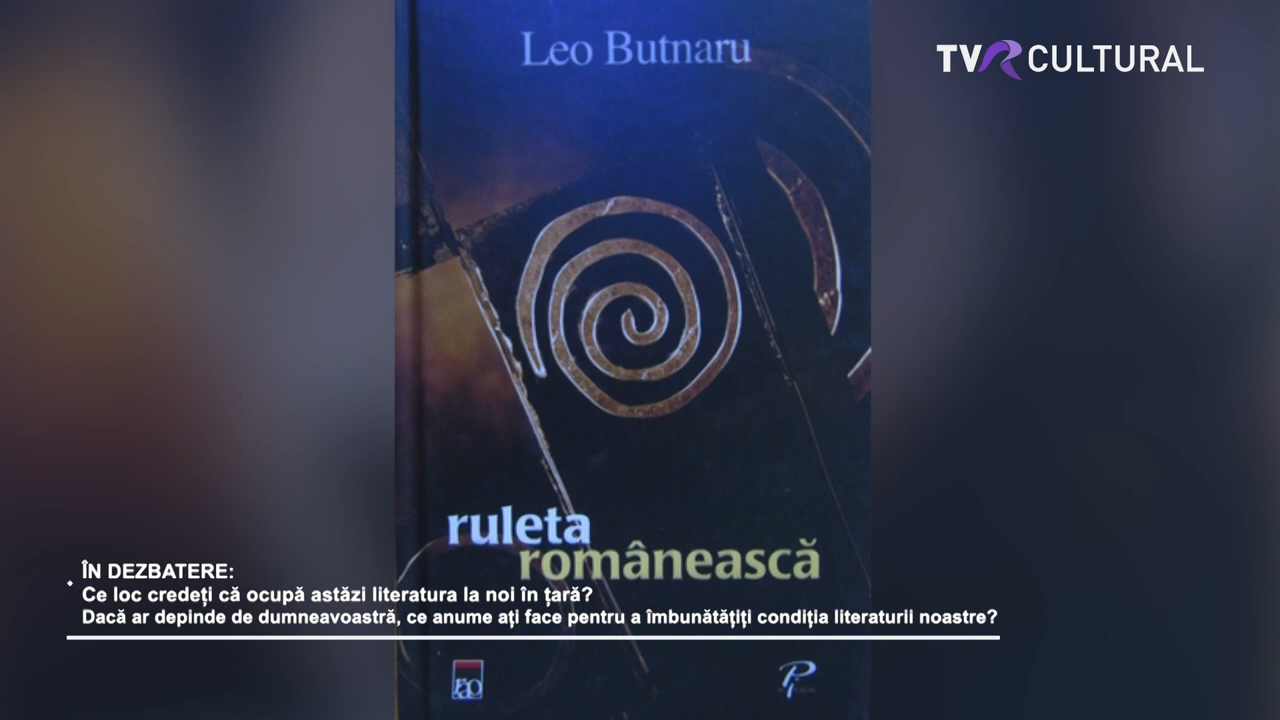 Leo Butnaru
TVR CULTURAL
ruleta
românească
ÎN DEZBATERE:
Ce loc credeți că ocupă astăzi literatura la noi în țară?
Dacă ar depinde de dumneavoastră, ce anume ați face pentru a îmbunătățiți condiția literaturii noastre?
rao